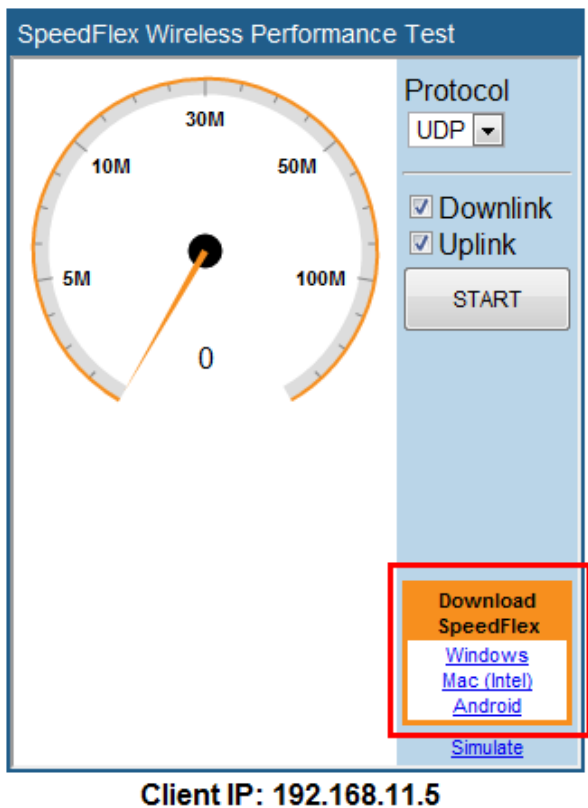 SpeedFlex Wireless Performance Test
Protocol
UDP
30M
10M
50M
5M
100M
0
Downlink
Uplink
START
Download
SpeedFlex
Windows
Mac (Intel)
Android
Simulate
Client IP: 192.168.11.5